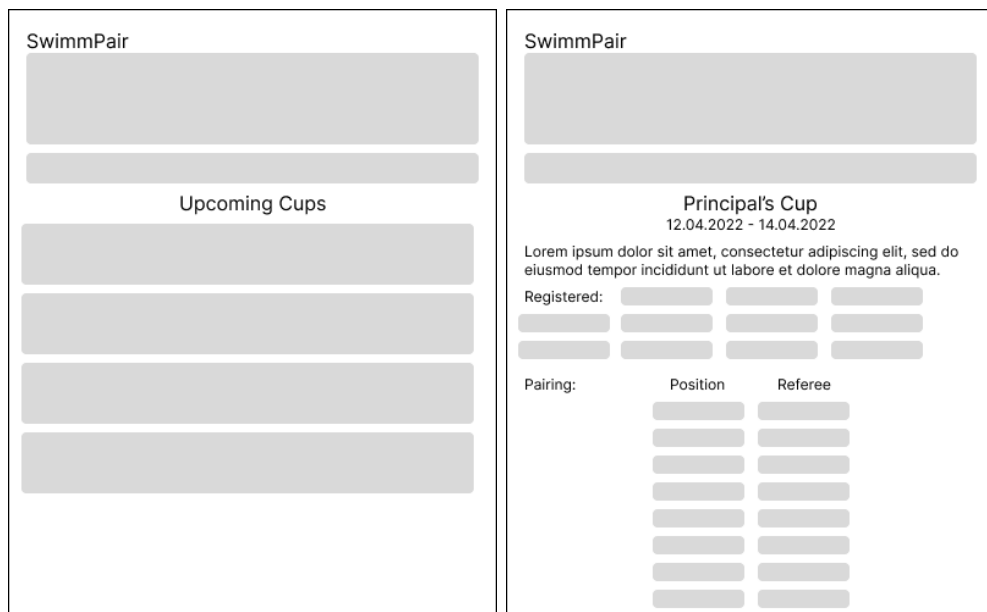 SwimmPair
Upcoming Cups
SwimmPair
Principal's Cup
12.04.2022 - 14.04.2022
Lorem ipsum dolor sit amet, consectetur adipiscing elit, sed do
eiusmod tempor incididunt ut labore et dolore magna aliqua.
Registered:
Pairing: Position Referee